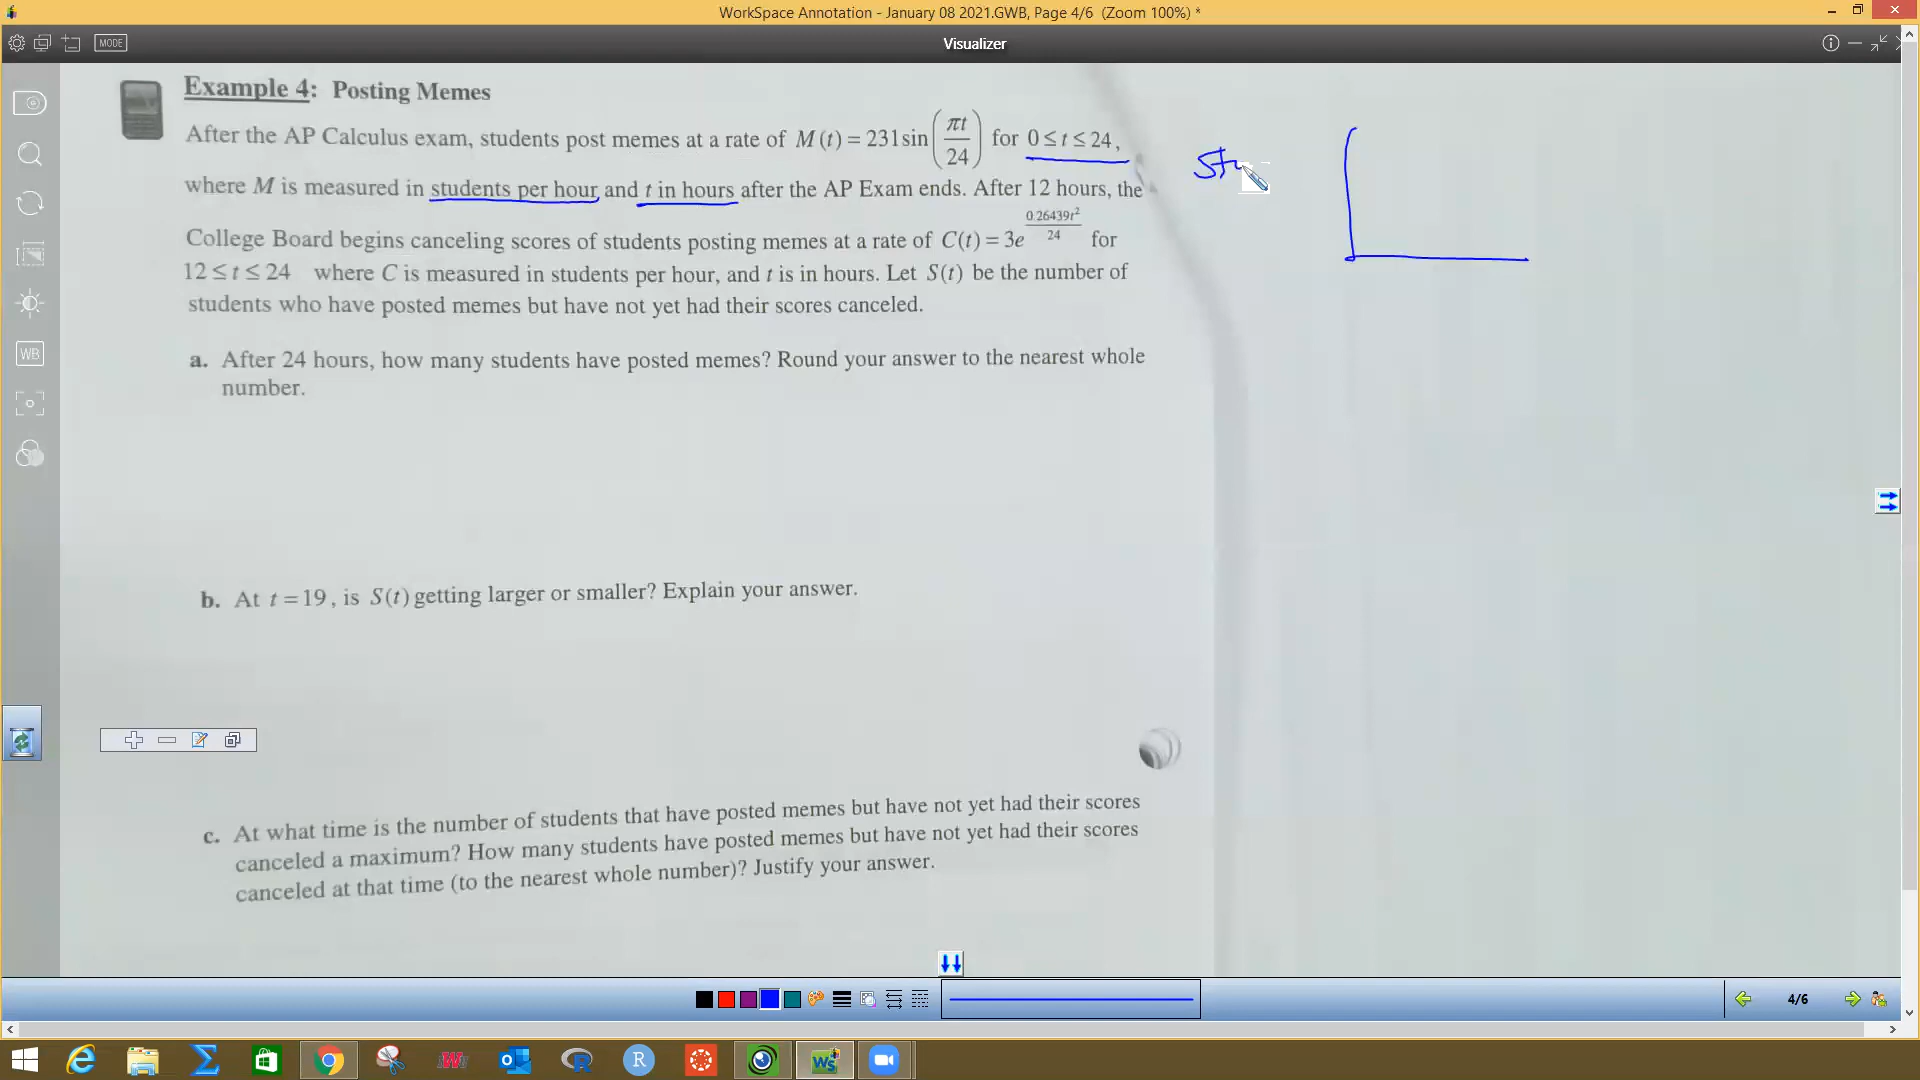 WorkSpace Annotation - January 08 2021.GWB, Page 4/6 (Zoom 100%) *
MODE
Visualizer
Example 4: Posting Memes
After the AP Calculus exam, students post memes at a rate of M(t) = 231 sin(πt/24) for 0 ≤ t ≤ 24,
where M is measured in students per hour and t in hours after the AP Exam ends. After 12 hours, the
College Board begins canceling scores of students posting memes at a rate of C(t) = 3e^(0.26439t²/24) for
12 ≤ t ≤ 24 where C is measured in students per hour, and t is in hours. Let S(t) be the number of
students who have posted memes but have not yet had their scores canceled.
a. After 24 hours, how many students have posted memes? Round your answer to the nearest whole
number.
b. At t = 19, is S(t) getting larger or smaller? Explain your answer.
c. At what time is the number of students that have posted memes but have not yet had their scores
canceled a maximum? How many students have posted memes but have not yet had their scores
canceled at that time (to the nearest whole number)? Justify your answer.
WB
4/6